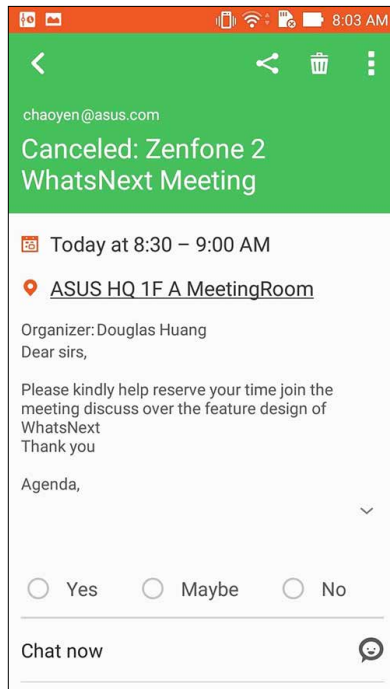 8:03 AM
chaoyen@asus.com
Canceled: Zenfone 2
WhatsNext Meeting
Today at 8:30 – 9:00 AM
ASUS HQ 1F A MeetingRoom
Organizer: Douglas Huang
Dear sirs,
Please kindly help reserve your time join the
meeting discuss over the feature design of
WhatsNext
Thank you
Agenda,
Yes Maybe No
Chat now